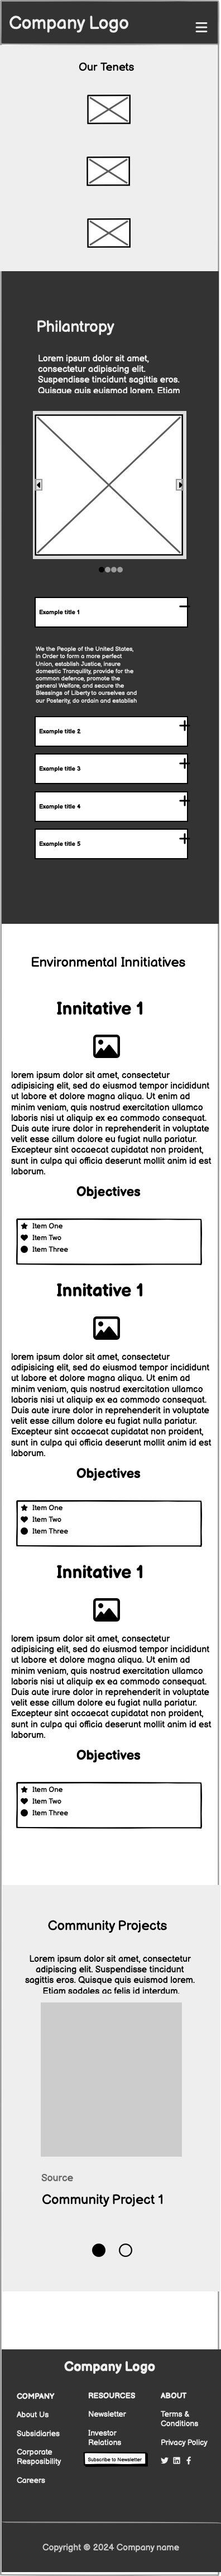 Company Logo
Our Tenets
Philantropy
Lorem ipsum dolor sit amet,
consectetur adipiscing elit.
Suspendisse tincidunt sagittis eros.
Quisque quis euismod lorem. Etiam
Example title 1
We the People of the United States,
in Order to form a more perfect
Union, establish Justice, insure
domestic Tranquility, provide for the
common defence, promote the
general Welfare, and secure the
Blessings of Liberty to ourselves and
our Posterity, do ordain and establish
Example title 2
Example title 3
Example title 4
Example title 5
Environmental Innitiatives
Innitative 1
lorem ipsum dolor sit amet, consectetur
adipisicing elit, sed do eiusmod tempor incididunt
ut labore et dolore magna aliqua. Ut enim ad
minim veniam, quis nostrud exercitation ullamco
laboris nisi ut aliquip ex ea commodo consequat.
Duis aute irure dolor in reprehenderit in voluptate
velit esse cillum dolore eu fugiat nulla pariatur.
Excepteur sint occaecat cupidatat non proident,
sunt in culpa qui officia deserunt mollit anim id est
laborum.
Objectives
Item One
Item Two
Item Three
Innitative 1
lorem ipsum dolor sit amet, consectetur
adipisicing elit, sed do eiusmod tempor incididunt
ut labore et dolore magna aliqua. Ut enim ad
minim veniam, quis nostrud exercitation ullamco
laboris nisi ut aliquip ex ea commodo consequat.
Duis aute irure dolor in reprehenderit in voluptate
velit esse cillum dolore eu fugiat nulla pariatur.
Excepteur sint occaecat cupidatat non proident,
sunt in culpa qui officia deserunt mollit anim id est
laborum.
Objectives
Item One
Item Two
Item Three
Innitative 1
lorem ipsum dolor sit amet, consectetur
adipisicing elit, sed do eiusmod tempor incididunt
ut labore et dolore magna aliqua. Ut enim ad
minim veniam, quis nostrud exercitation ullamco
laboris nisi ut aliquip ex ea commodo consequat.
Duis aute irure dolor in reprehenderit in voluptate
velit esse cillum dolore eu fugiat nulla pariatur.
Excepteur sint occaecat cupidatat non proident,
sunt in culpa qui officia deserunt mollit anim id est
laborum.
Objectives
Item One
Item Two
Item Three
Community Projects
Lorem ipsum dolor sit amet, consectetur
adipiscing elit. Suspendisse tincidunt
sagittis eros. Quisque quis euismod lorem.
Etiam sodales ac felis id interdum.
Source
Community Project 1
Company Logo
COMPANY
About Us
Subsidiaries
Corporate
Resposibility
Careers
RESOURCES
Newsletter
Investor
Relations
Subscribe to Newsletter
ABOUT
Terms &
Conditions
Privacy Policy
Copyright © 2024 Company name